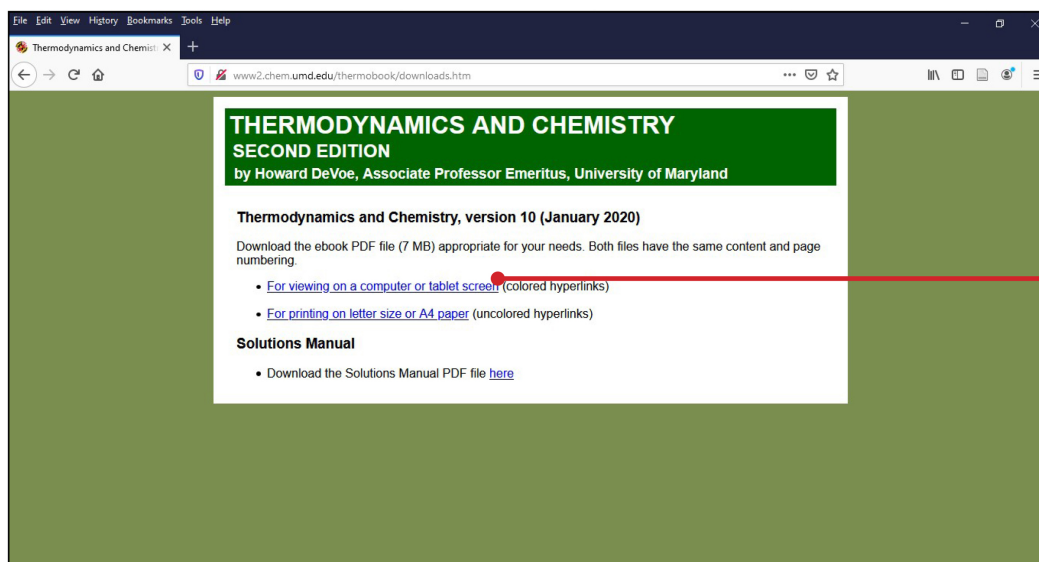 File Edit View History Bookmarks Tools Help
Thermodynamics and Chemist
www2.chem.umd.edu/thermobook/downloads.htm
THERMODYNAMICS AND CHEMISTRY
SECOND EDITION
by Howard DeVoe, Associate Professor Emeritus, University of Maryland
Thermodynamics and Chemistry, version 10 (January 2020)
Download the ebook PDF file (7 MB) appropriate for your needs. Both files have the same content and page
numbering.
• For viewing on a computer or tablet screen (colored hyperlinks)
• For printing on letter size or A4 paper (uncolored hyperlinks)
Solutions Manual
• Download the Solutions Manual PDF file here